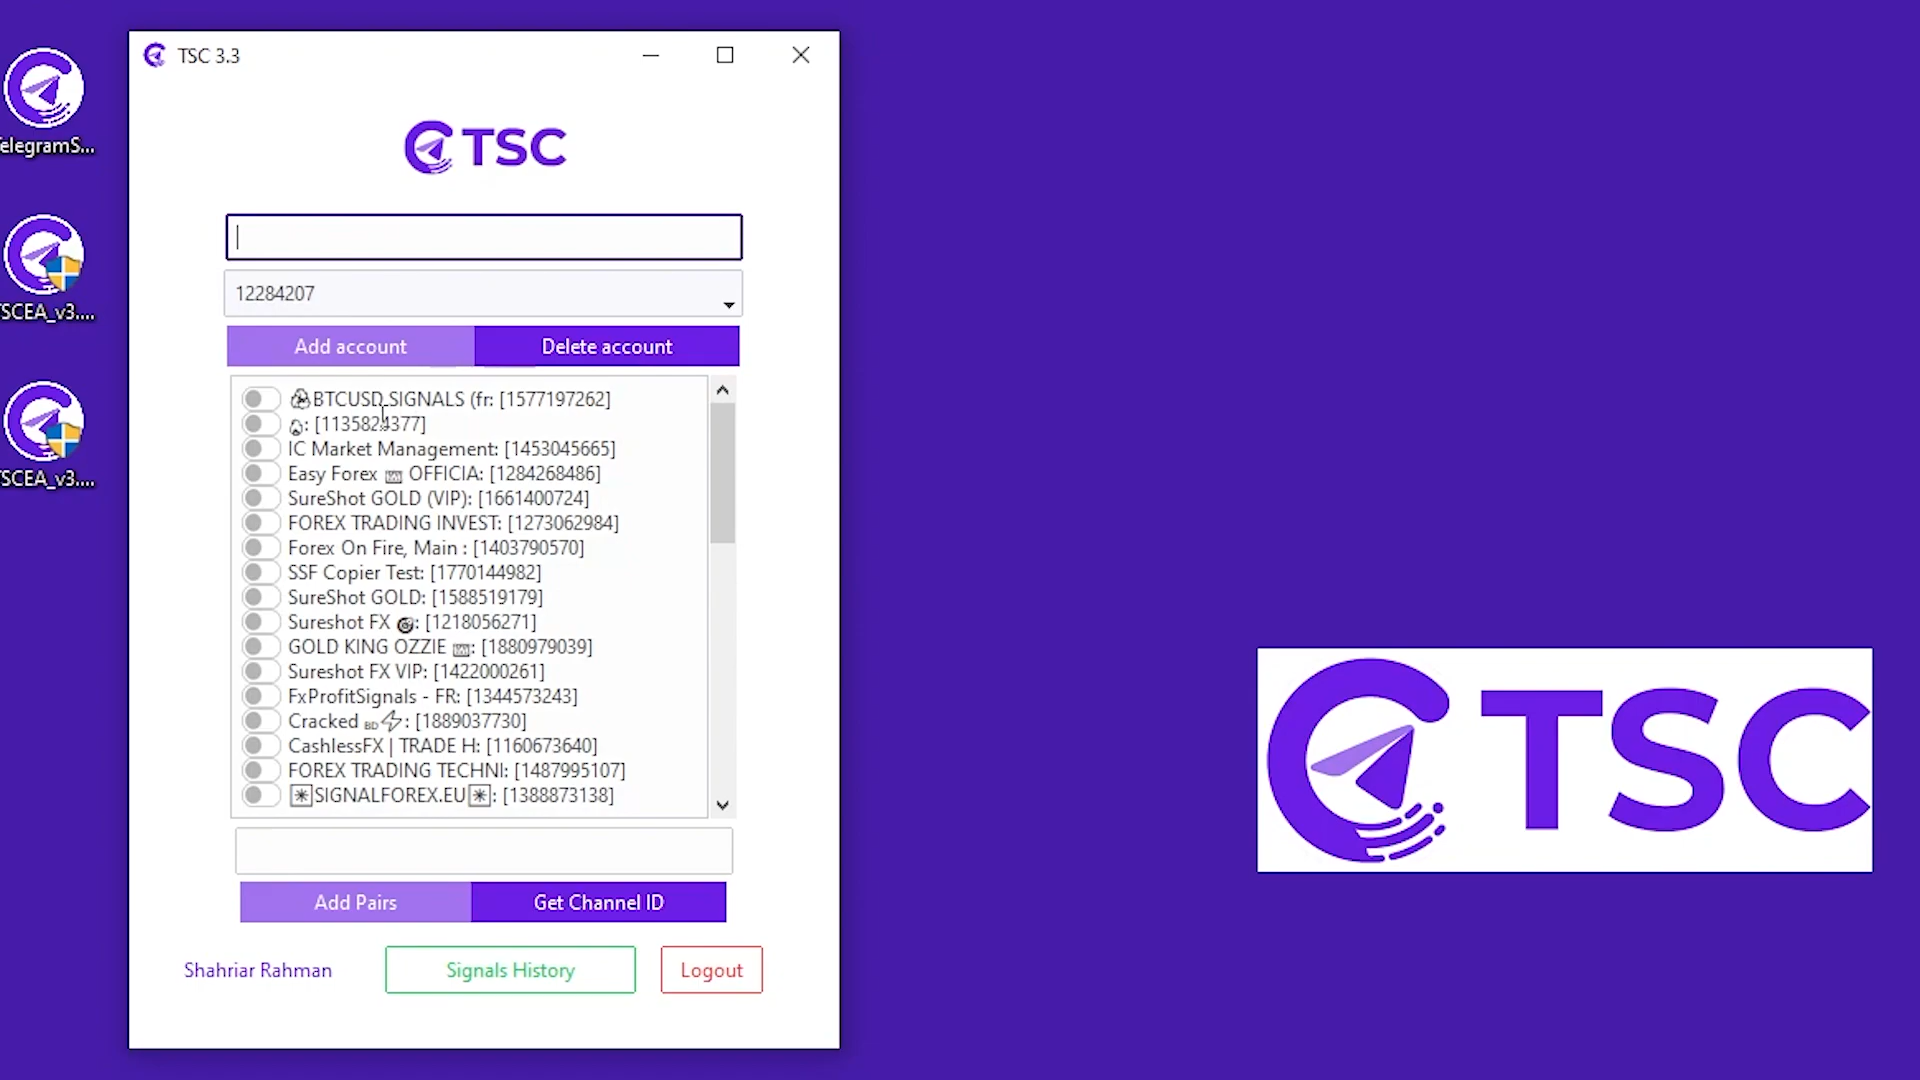 TSC 3.3
TSC
12284207
Add account
Delete account
BTCUSD SIGNALS (fr: [1577197262]
: [1135824377]
IC Market Management: [1453045665]
Easy Forex OFFICIA: [1284268486]
SureShot GOLD (VIP): [1661400724]
FOREX TRADING INVEST: [1273062984]
Forex On Fire, Main : [1403790570]
SSF Copier Test: [1770144982]
SureShot GOLD: [1588519179]
Sureshot FX : [1218056271]
GOLD KING OZZIE : [1880979039]
Sureshot FX VIP: [1422000261]
FxProfitSignals - FR: [1344573243]
Cracked BD⚡: [1889037730]
CashlessFX | TRADE H: [1160673640]
FOREX TRADING TECHNI: [1487995107]
✳SIGNALFOREX.EU✳: [1388873138]
Add Pairs
Get Channel ID
Shahriar Rahman
Signals History
Logout
elegramS...
SCEA_v3....
SCEA_v3....
TSC